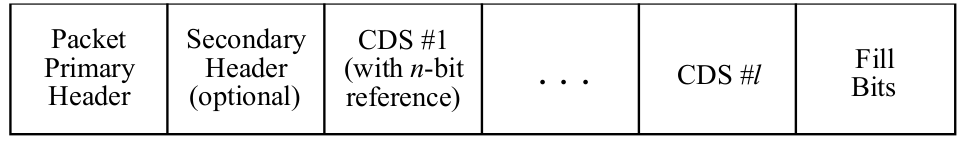 Packet
Primary
Header
Secondary
Header
(optional)
CDS #1
(with n-bit
reference)
. . .
CDS #l
Fill
Bits